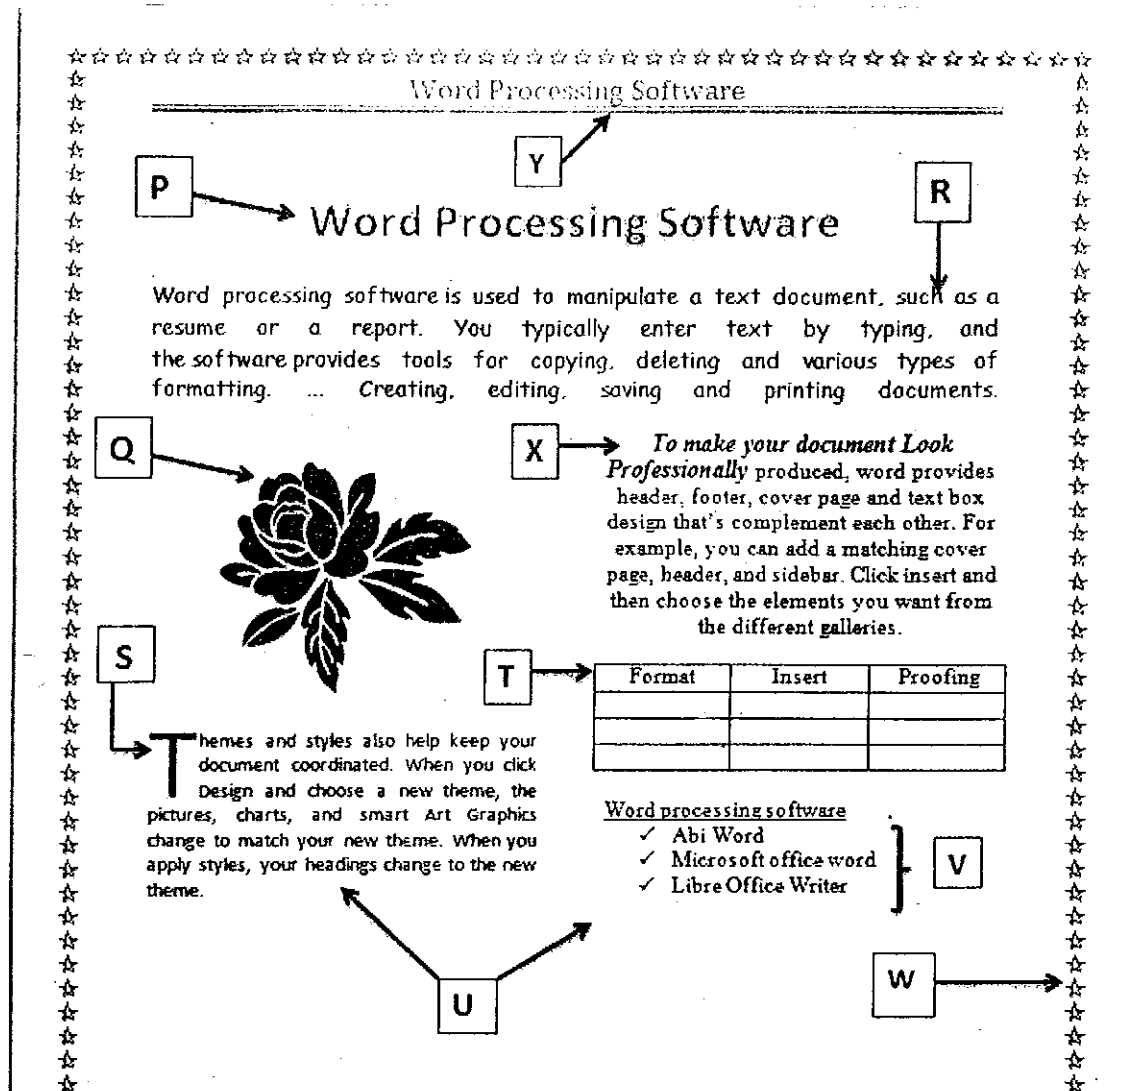 Word Processing Software
Y
P
R
Word Processing Software
Word processing software is used to manipulate a text document, such as a
resume or a report. You typically enter text by typing, and
the software provides tools for copying, deleting and various types of
formatting. ... Creating, editing, saving and printing documents.
Q
X
To make your document Look
Professionally produced, word provides
header, footer, cover page and text box
design that's complement each other. For
example, you can add a matching cover
page, header, and sidebar. Click insert and
then choose the elements you want from
the different galleries.
S
T
Format Insert Proofing
Themes and styles also help keep your
document coordinated. When you click
Design and choose a new theme, the
pictures, charts, and smart Art Graphics
change to match your new theme. When you
apply styles, your headings change to the new
theme.
Word processing software
✓ Abi Word
✓ Microsoft office word
✓ Libre Office Writer
V
W
U